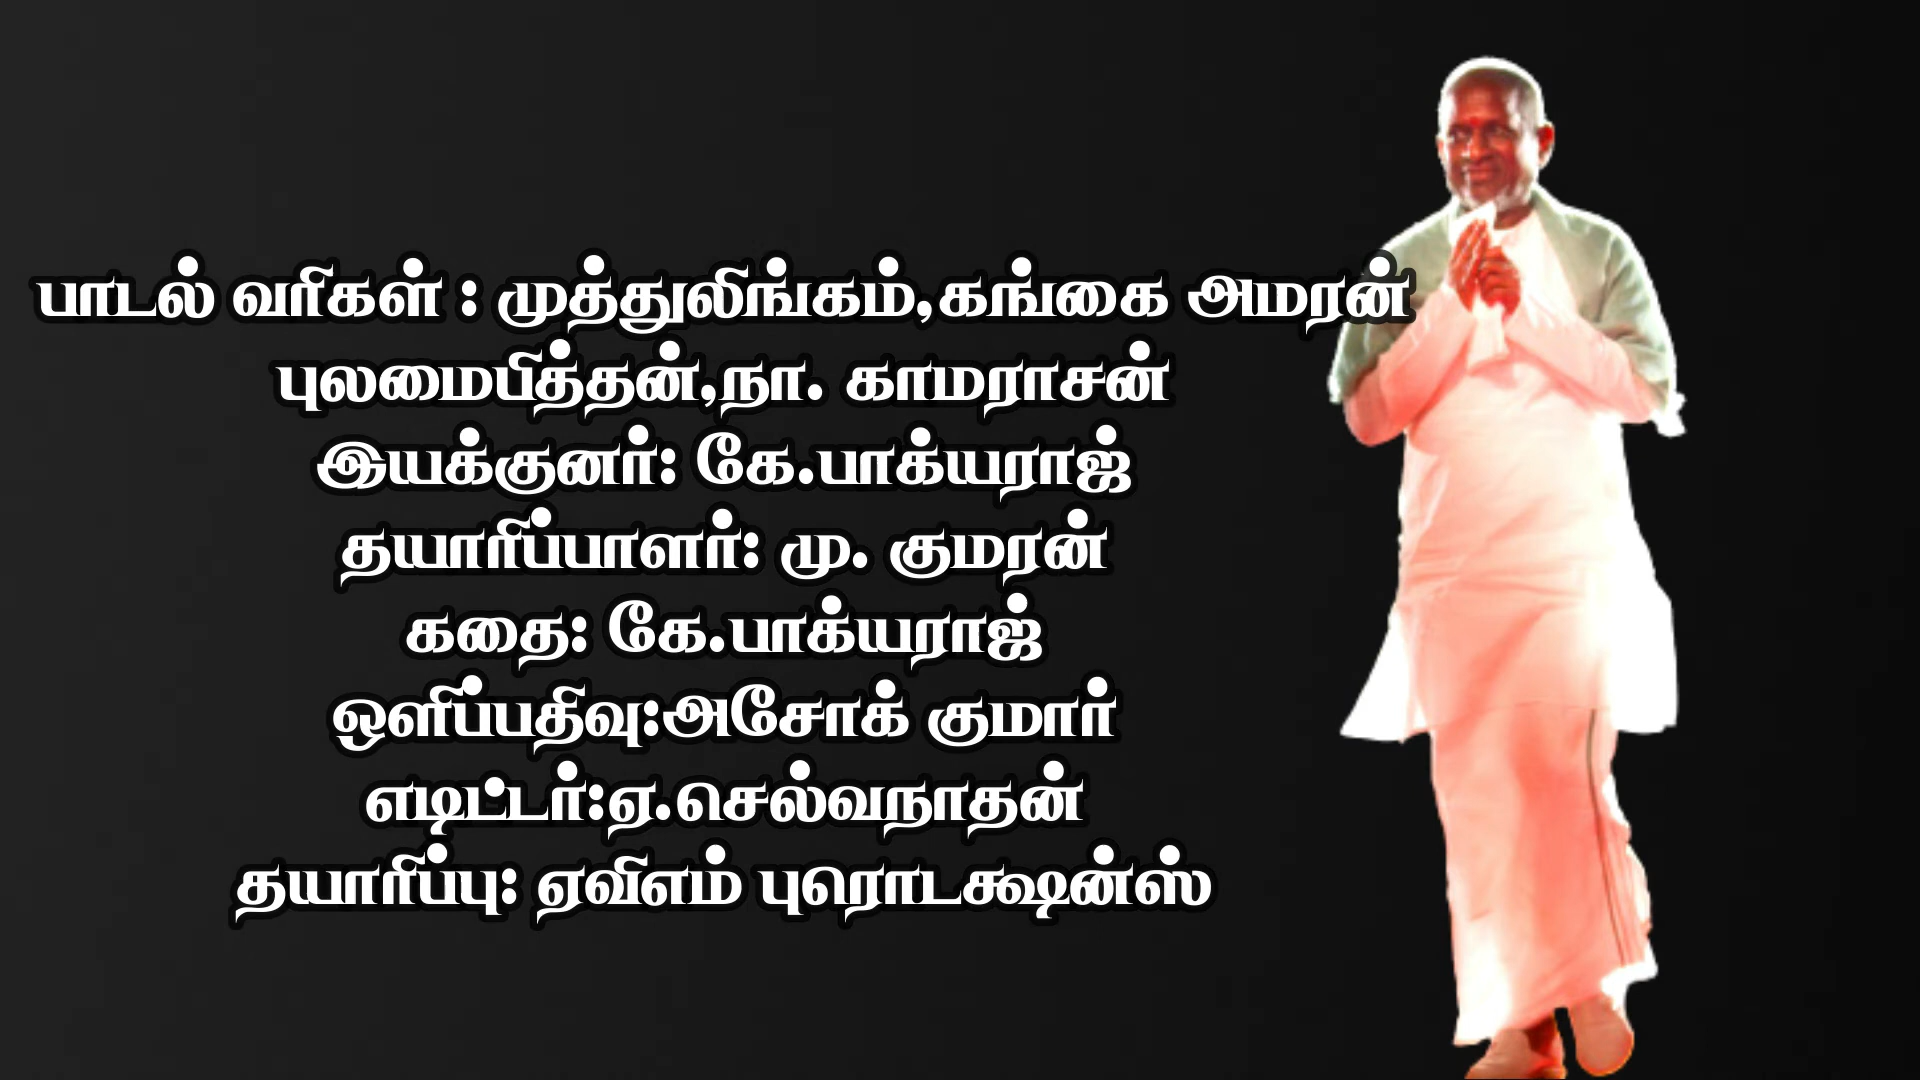 பாடல் வரிகள் : முத்துலிங்கம்,கங்கை அமரன்
புலமைபித்தன்,நா. காமராசன்
இயக்குனர்: கே.பாக்யராஜ்
தயாரிப்பாளர்: மு. குமரன்
கதை: கே.பாக்யராஜ்
ஒளிப்பதிவு:அசோக் குமார்
எடிட்டர்:ஏ.செல்வநாதன்
தயாரிப்பு: ஏவிஎம் புரொடக்ஷன்ஸ்